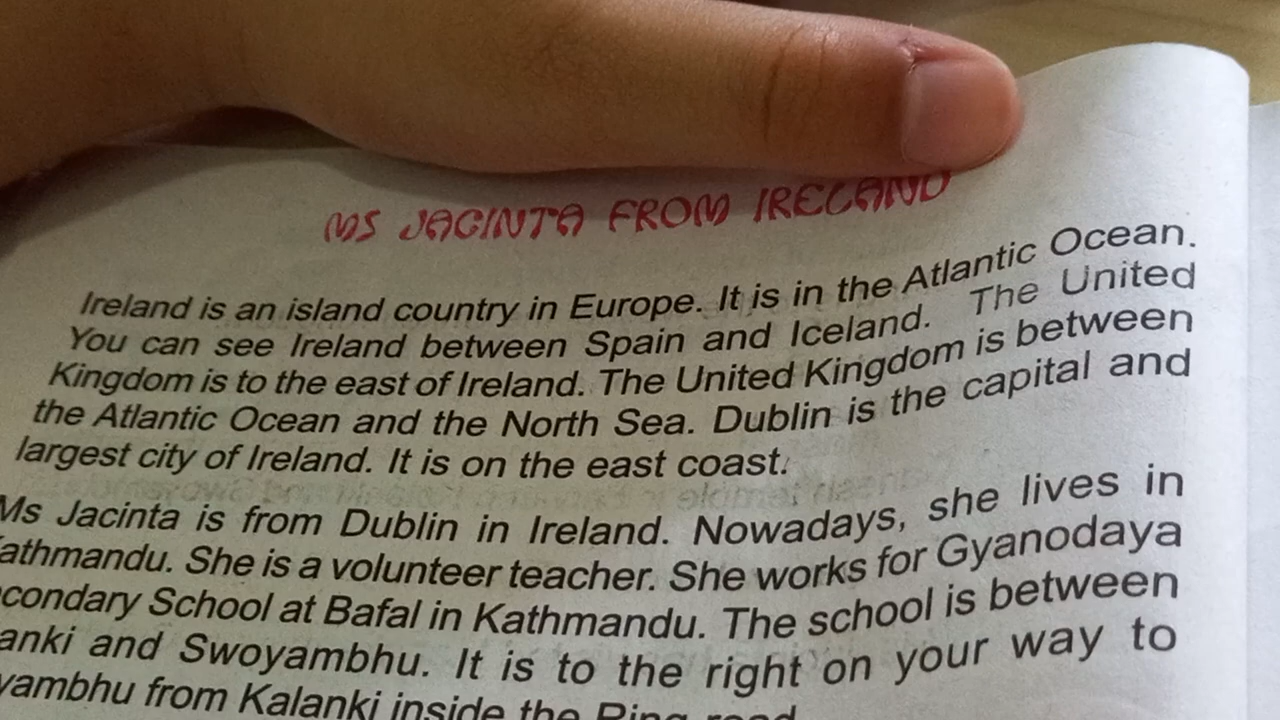 MS JACINTA FROM IRELAND
Ireland is an island country in Europe. It is in the Atlantic Ocean.
You can see Ireland between Spain and Iceland. The United
Kingdom is to the east of Ireland. The United Kingdom is between
the Atlantic Ocean and the North Sea. Dublin is the capital and
largest city of Ireland. It is on the east coast.
Ms Jacinta is from Dublin in Ireland. Nowadays, she lives in
athmandu. She is a volunteer teacher. She works for Gyanodaya
condary School at Bafal in Kathmandu. The school is between
anki and Swoyambhu. It is to the right on your way to
yambhu from Kalanki inside the Ring road